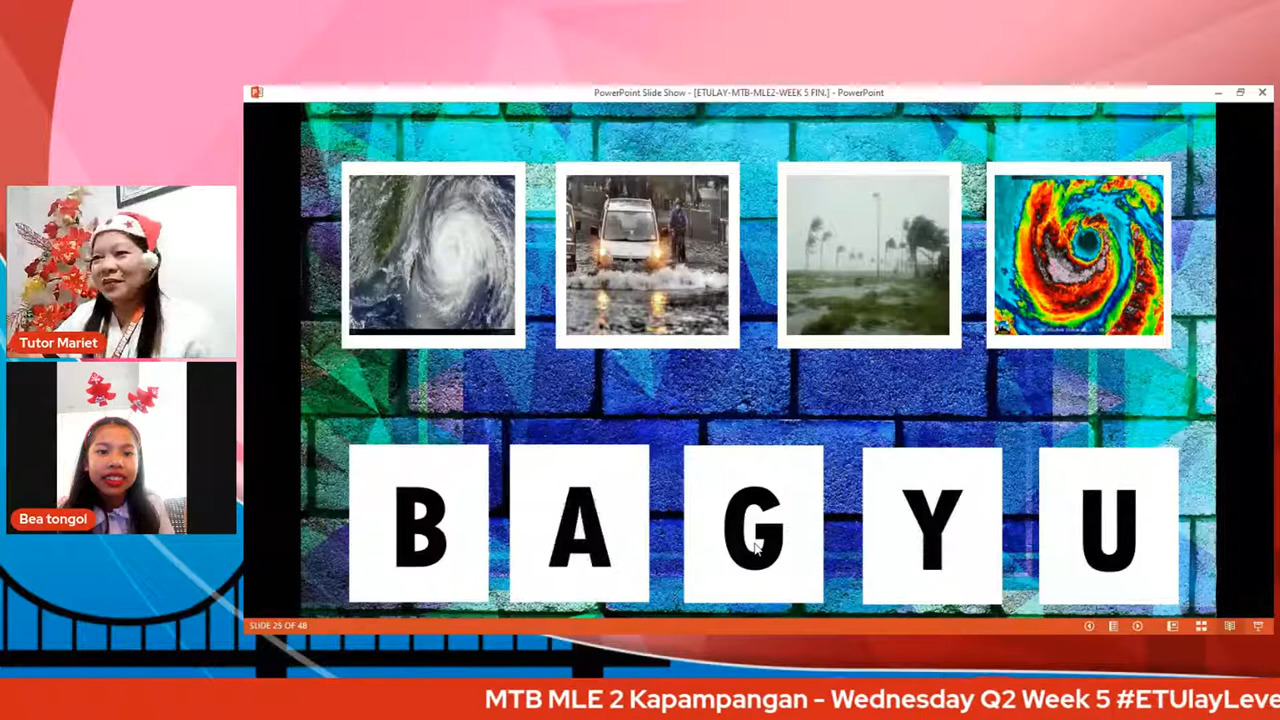 PowerPoint Slide Show - [ETULAY-MTB-MLE2-WEEK 5 FIN.] - PowerPoint
Tutor Mariet
Bea tongol
B A G Y U
SLIDE 25 OF 48
MTB MLE 2 Kapampangan - Wednesday Q2 Week 5 #ETUlayLeve